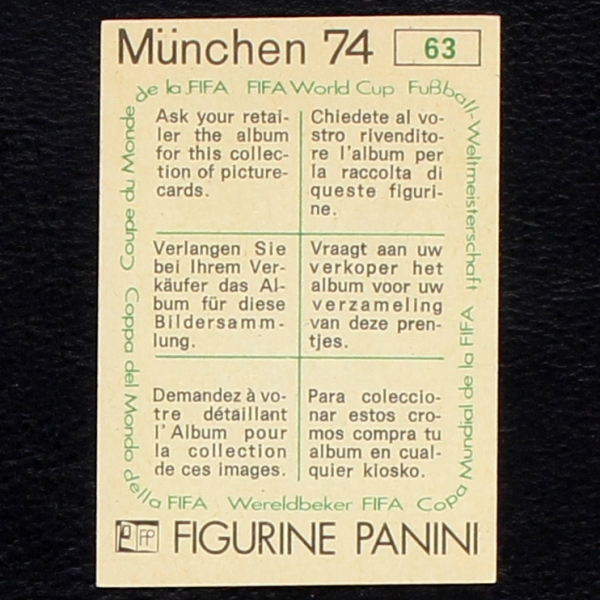 München 74
63
Coupe du Monde de la FIFA
FIFA World Cup
Fußball-Weltmeisterschaft
Ask your retai-
ler the album
for this collec-
tion of picture-
cards.
Chiedete al vo-
stro rivendito-
re l'album per
la raccolta di
queste figuri-
ne.
Verlangen Sie
bei Ihrem Ver-
käufer das Al-
bum für diese
Bildersamm-
lung.
Vraagt aan uw
verkoper het
album voor uw
verzameling
van deze pren-
tjes.
Demandez à vo-
tre détaillant
l'Album pour
la collection
de ces images.
Para coleccio-
nar estos cro-
mos compra tu
album en cual-
quier kiosko.
Coppa del Mondo della FIFA
Wereldbeker FIFA
Copa Mundial de la FIFA
FP
FIGURINE PANINI